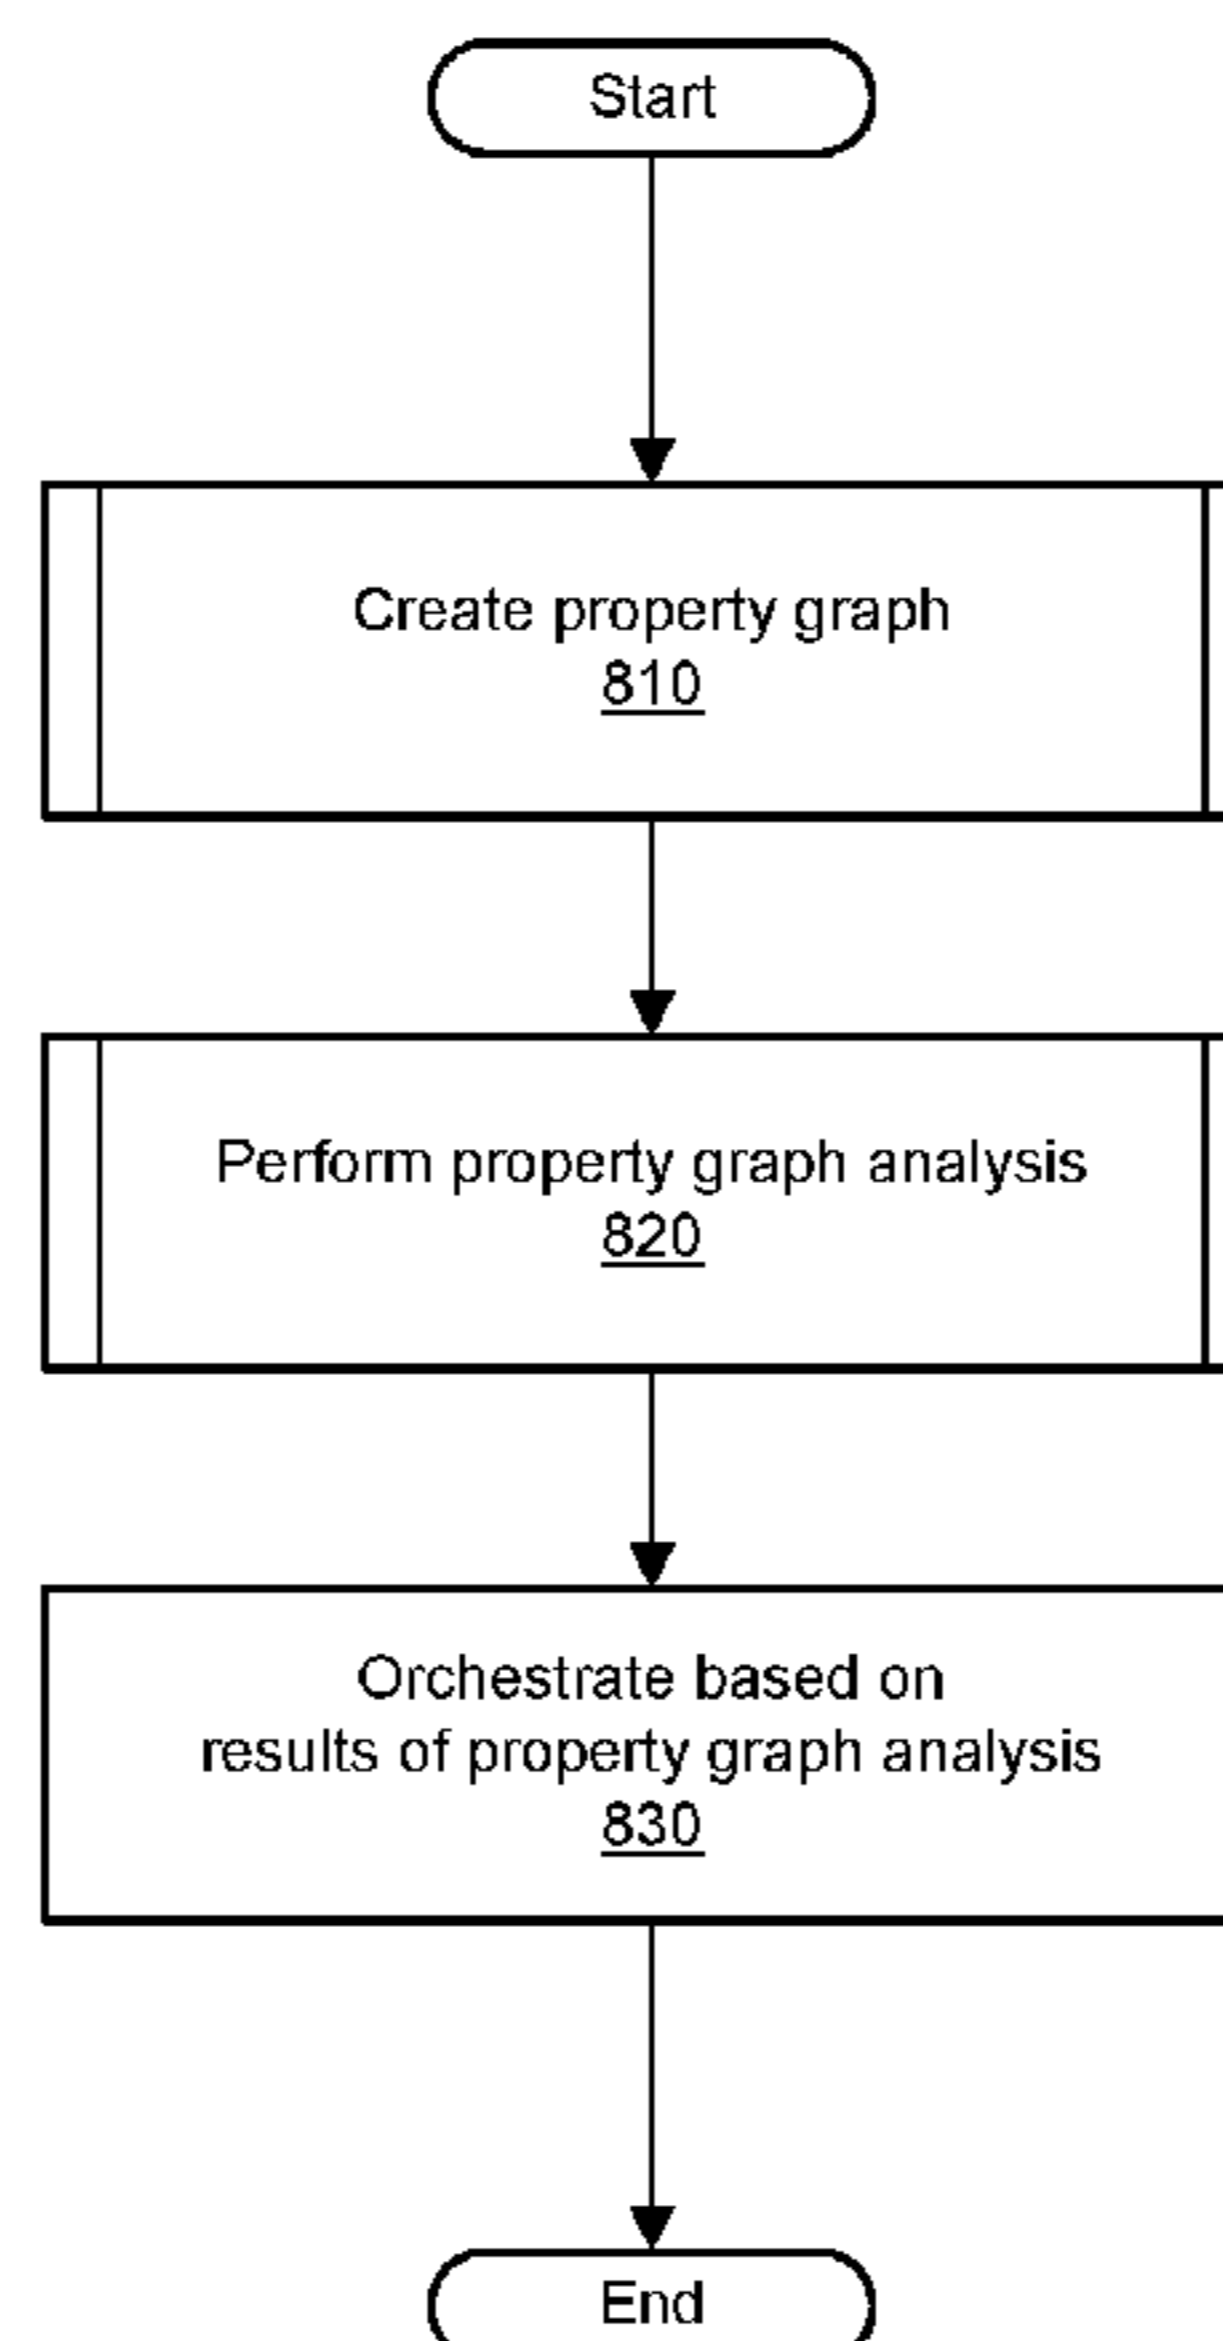 Start
Create property graph
810
Perform property graph analysis
820
Orchestrate based on
results of property graph analysis
830
End